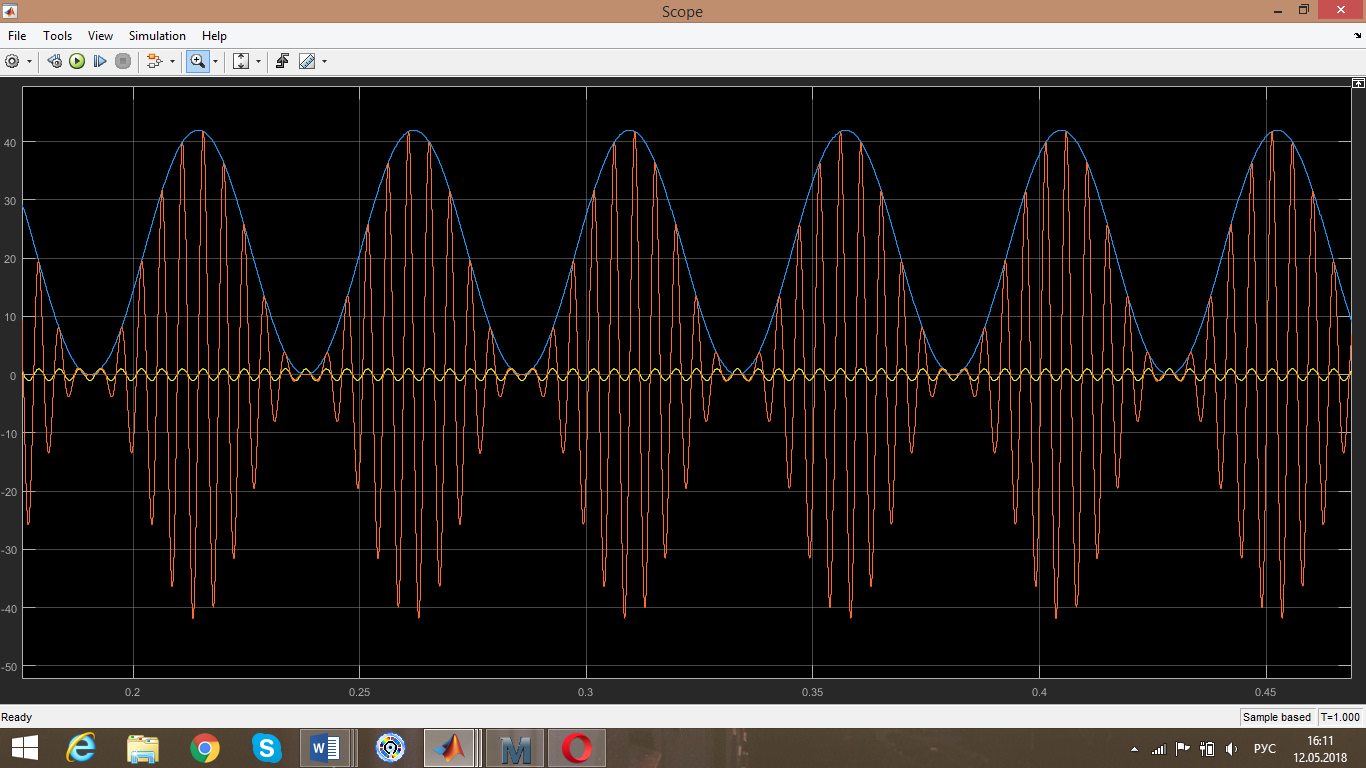 Scope
File Tools View Simulation Help
40
30
20
10
0
-10
-20
-30
-40
-50
0.2 0.25 0.3 0.35 0.4 0.45
Ready
Sample based T=1.000
W
S
M
РУС
16:11
12.05.2018